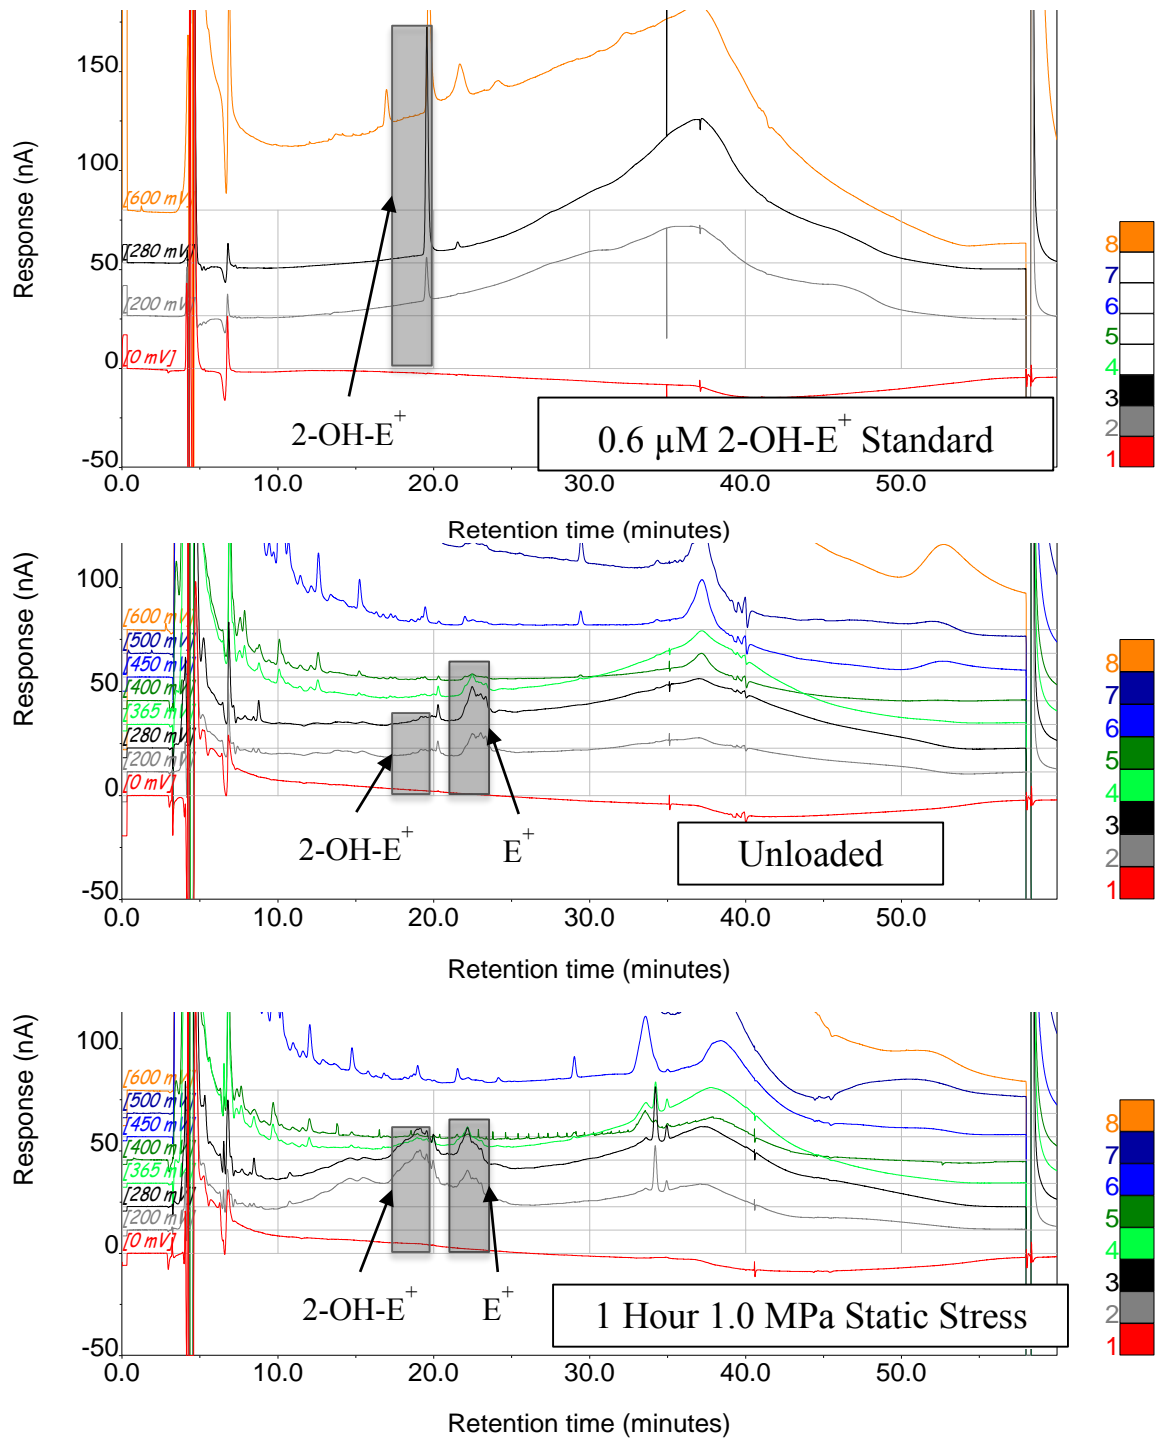 Response (nA)
150
100
50
0
-50
[600 mV]
[280 mV]
[200 mV]
[0 mV]
2-OH-E+
0.6 µM 2-OH-E+ Standard
8
7
6
5
4
3
2
1
0.0 10.0 20.0 30.0 40.0 50.0
Retention time (minutes)
Response (nA)
100
50
0
-50
[600 mV]
[500 mV]
[450 mV]
[400 mV]
[365 mV]
[280 mV]
[200 mV]
[0 mV]
2-OH-E+
E+
Unloaded
8
7
6
5
4
3
2
1
0.0 10.0 20.0 30.0 40.0 50.0
Retention time (minutes)
Response (nA)
100
50
0
-50
[600 mV]
[500 mV]
[450 mV]
[400 mV]
[365 mV]
[280 mV]
[200 mV]
[0 mV]
2-OH-E+
E+
1 Hour 1.0 MPa Static Stress
8
7
6
5
4
3
2
1
0.0 10.0 20.0 30.0 40.0 50.0
Retention time (minutes)